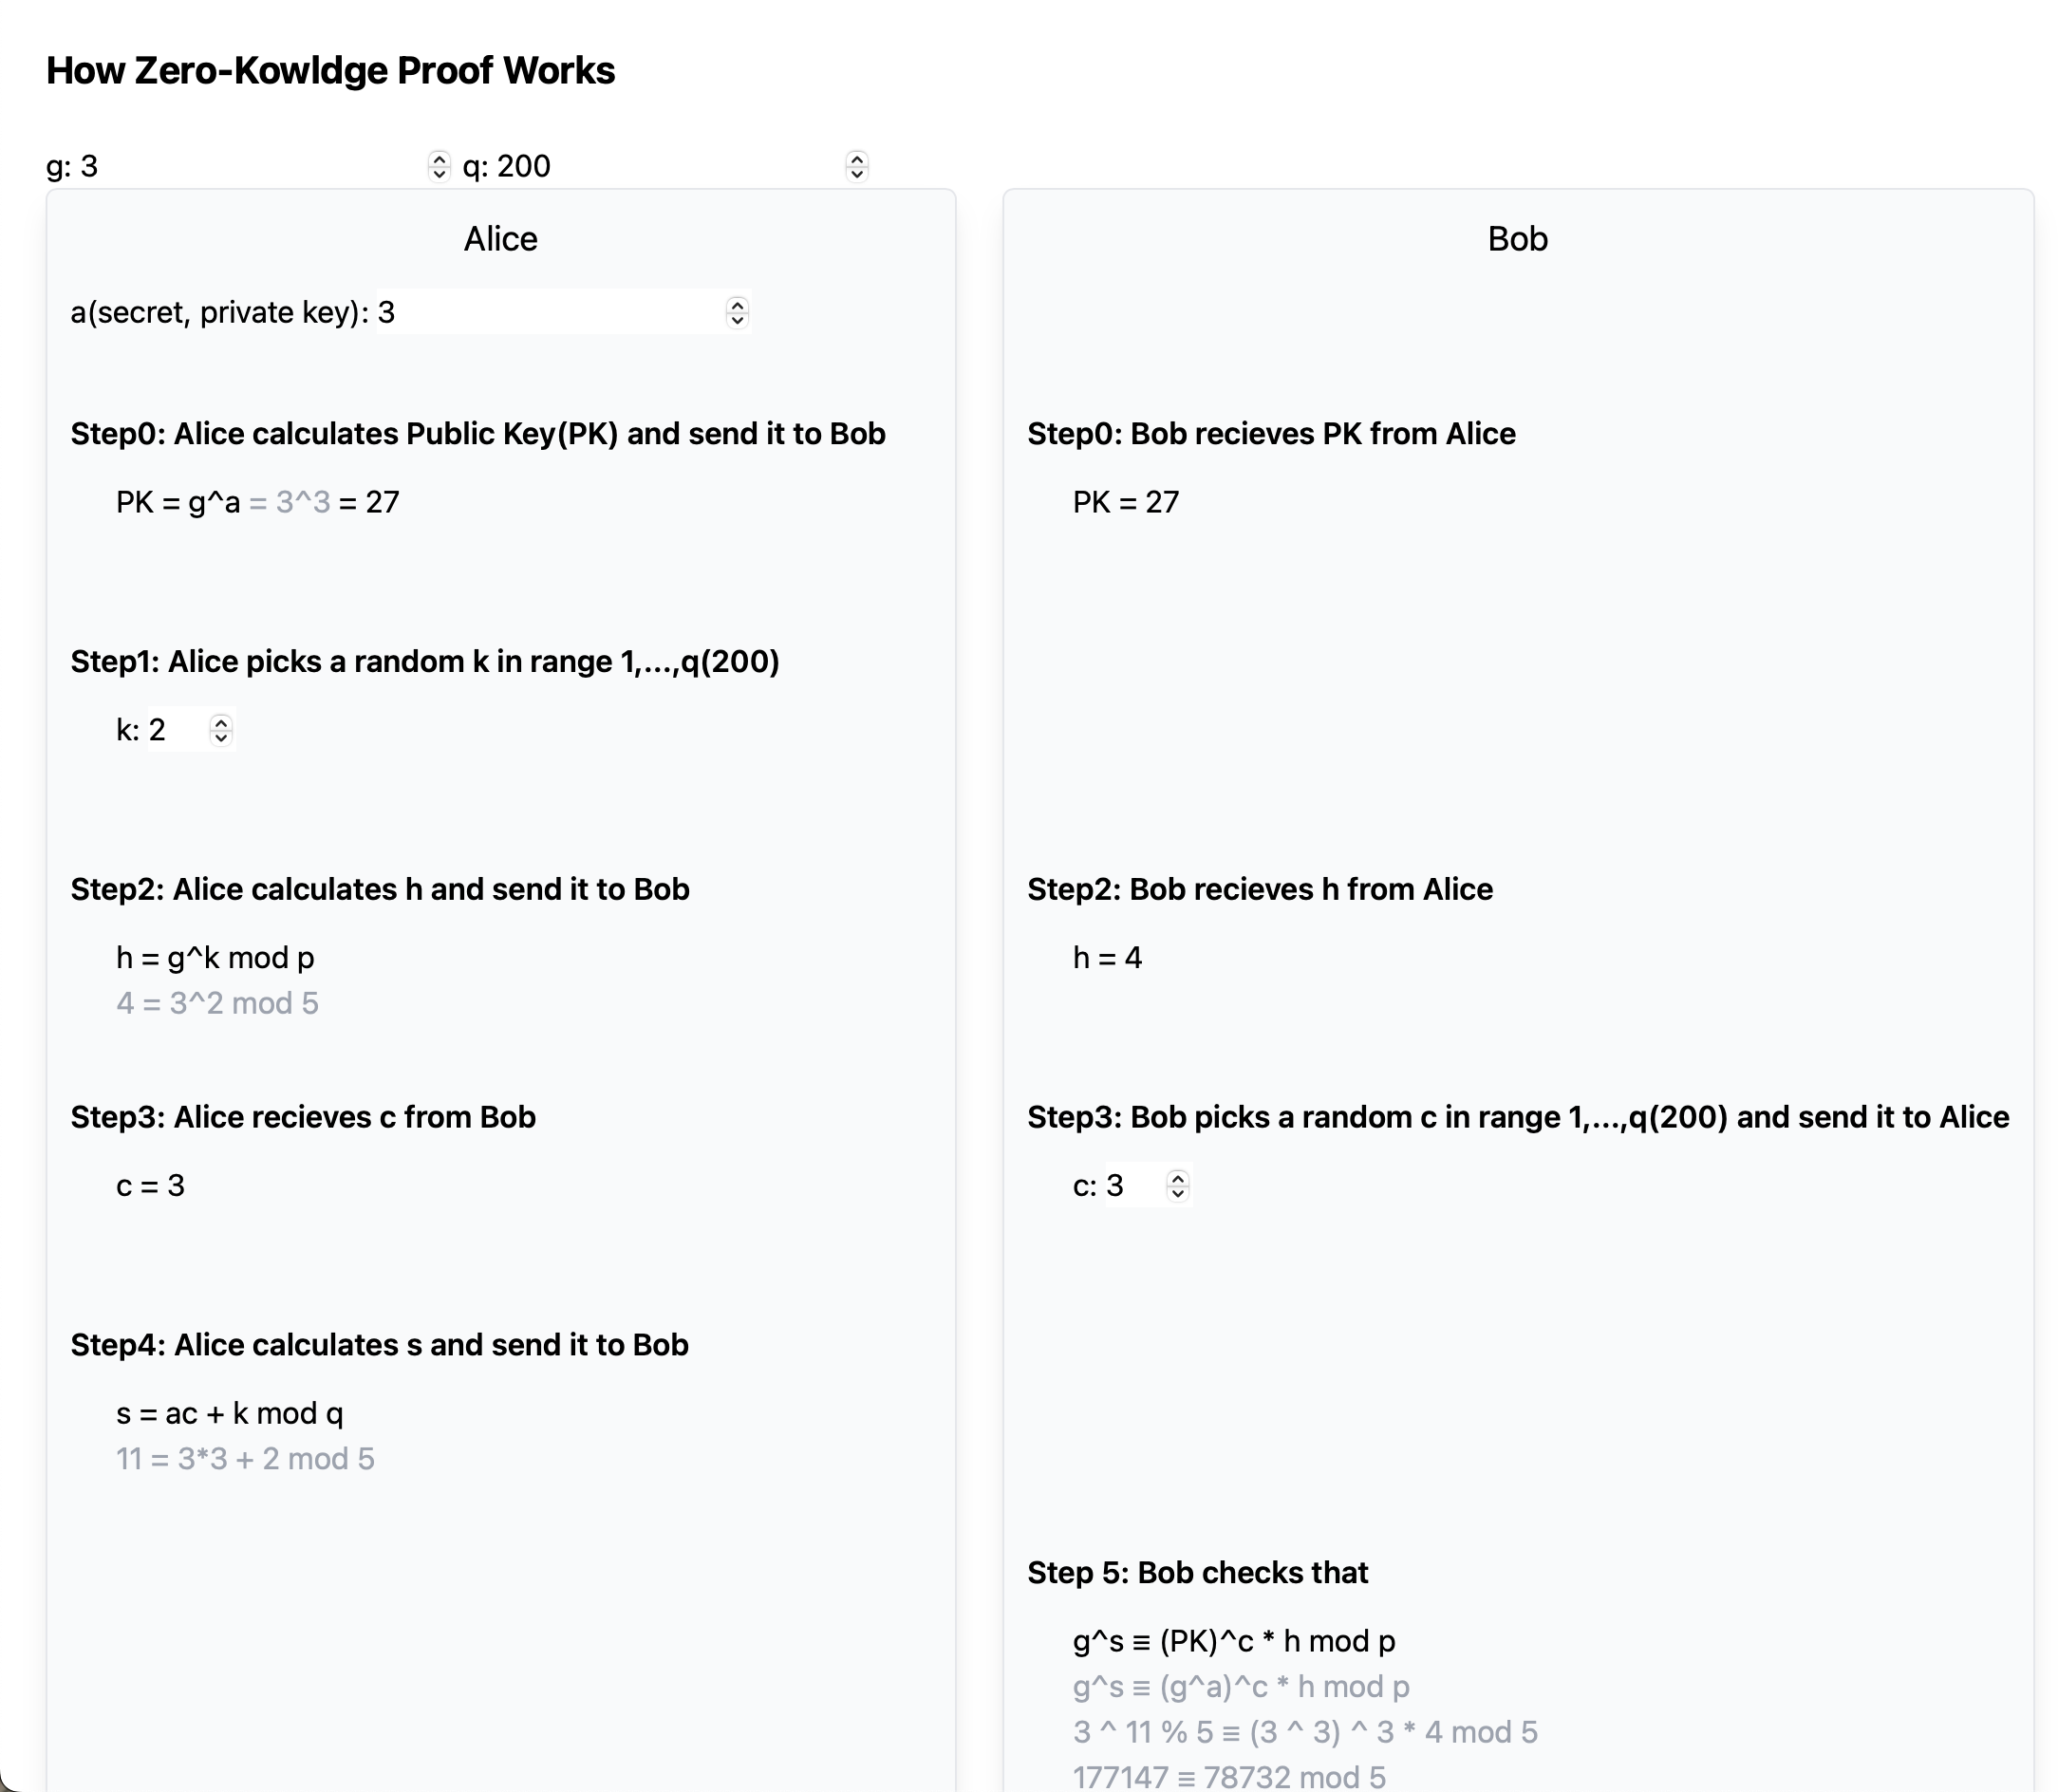 How Zero-Kowldge Proof Works
g: 3 q: 200
Alice
a(secret, private key): 3
Step0: Alice calculates Public Key(PK) and send it to Bob
PK = g^a = 3^3 = 27
Step1: Alice picks a random k in range 1,...,q(200)
k: 2
Step2: Alice calculates h and send it to Bob
h = g^k mod p
4 = 3^2 mod 5
Step3: Alice recieves c from Bob
c = 3
Step4: Alice calculates s and send it to Bob
s = ac + k mod q
11 = 3*3 + 2 mod 5
Bob
Step0: Bob recieves PK from Alice
PK = 27
Step2: Bob recieves h from Alice
h = 4
Step3: Bob picks a random c in range 1,...,q(200) and send it to Alice
c: 3
Step 5: Bob checks that
g^s ≡ (PK)^c * h mod p
g^s ≡ (g^a)^c * h mod p
3 ^ 11 % 5 ≡ (3 ^ 3) ^ 3 * 4 mod 5
177147 ≡ 78732 mod 5